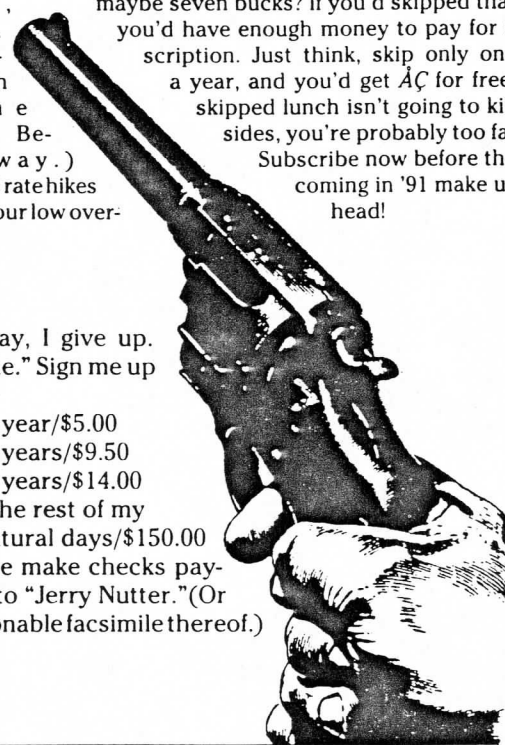 maybe seven bucks? If you'd skipped tha
you'd have enough money to pay for
scription. Just think, skip only on
a year, and you'd get ÅÇ for free
skipped lunch isn't going to ki
sides, you're probably too fa
Subscribe now before th
coming in '91 make u
head!
,
-
n
n e
Be-
w a y . )
rate hikes
our low over-
ay, I give up.
e." Sign me up
year/$5.00
years/$9.50
years/$14.00
he rest of my
tural days/$150.00
e make checks pay-
to "Jerry Nutter."(Or
onable facsimile thereof.)